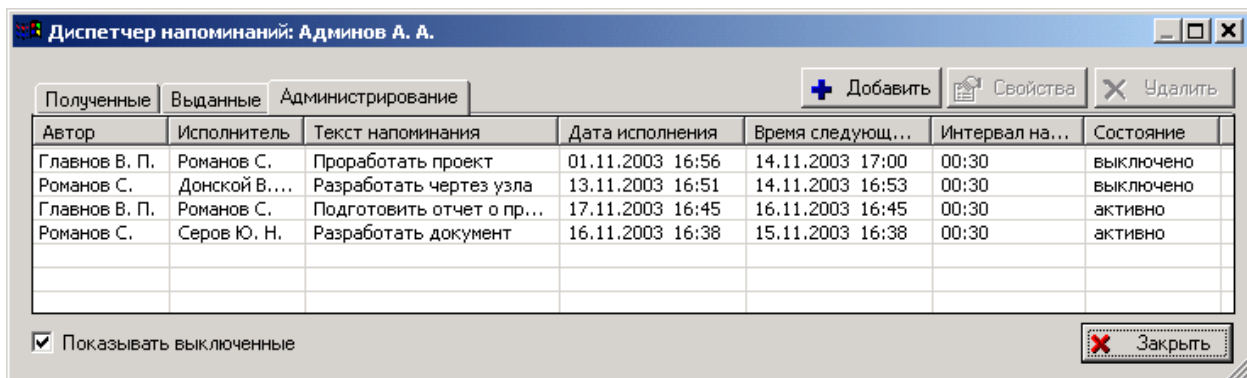 Диспетчер напоминаний: Админов А. А.
Полученные Выданные Администрирование Добавить Свойства Удалить
Автор Исполнитель Текст напоминания Дата исполнения Время следующ... Интервал на... Состояние
Главнов В. П. Романов С. Проработать проект 01.11.2003 16:56 14.11.2003 17:00 00:30 выключено
Романов С. Донской В.... Разработать чертеж узла 13.11.2003 16:51 14.11.2003 16:53 00:30 выключено
Главнов В. П. Романов С. Подготовить отчет о пр... 17.11.2003 16:45 16.11.2003 16:45 00:30 активно
Романов С. Серов Ю. Н. Разработать документ 16.11.2003 16:38 15.11.2003 16:38 00:30 активно
Показывать выключенные Закрыть